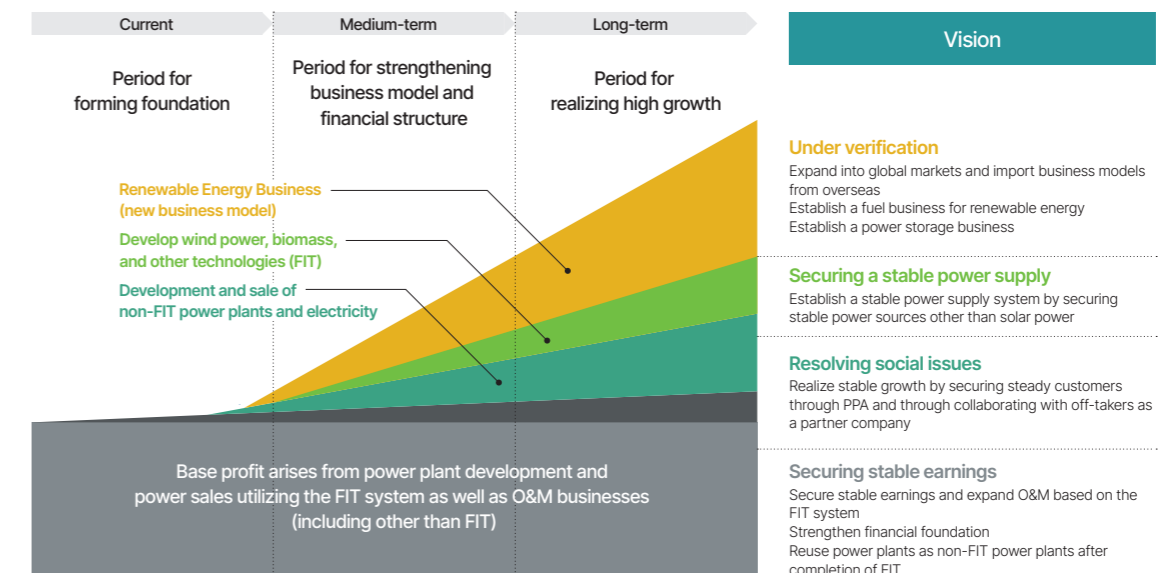 Current
Medium-term
Long-term
Vision
Period for
forming foundation
Period for strengthening
business model and
financial structure
Period for
realizing high growth
Renewable Energy Business
(new business model)
Develop wind power, biomass,
and other technologies (FIT)
Development and sale of
non-FIT power plants and electricity
Base profit arises from power plant development and
power sales utilizing the FIT system as well as O&M businesses
(including other than FIT)
Under verification
Expand into global markets and import business models
from overseas
Establish a fuel business for renewable energy
Establish a power storage business
Securing a stable power supply
Establish a stable power supply system by securing
stable power sources other than solar power
Resolving social issues
Realize stable growth by securing steady customers
through PPA and through collaborating with off-takers as
a partner company
Securing stable earnings
Secure stable earnings and expand O&M based on the
FIT system
Strengthen financial foundation
Reuse power plants as non-FIT power plants after
completion of FIT